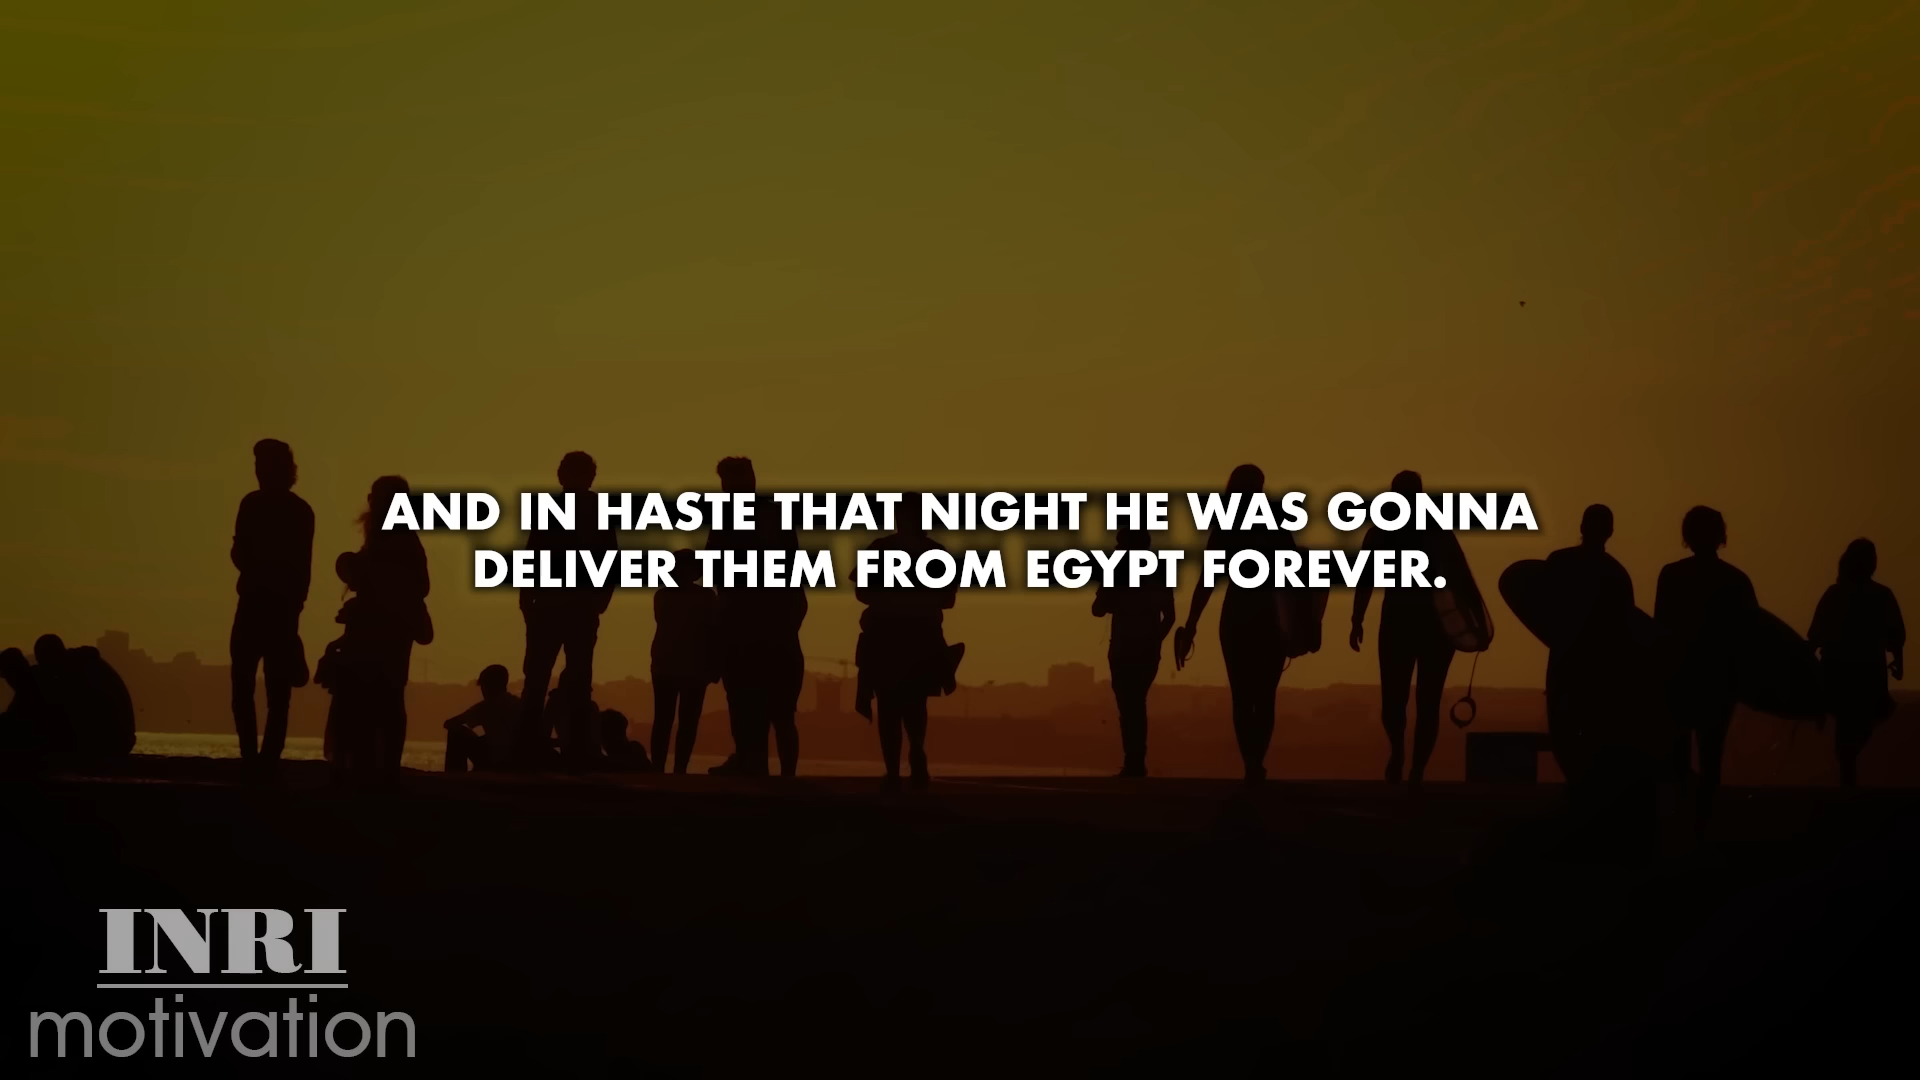 AND IN HASTE THAT NIGHT HE WAS GONNA
DELIVER THEM FROM EGYPT FOREVER.
INRI
motivation